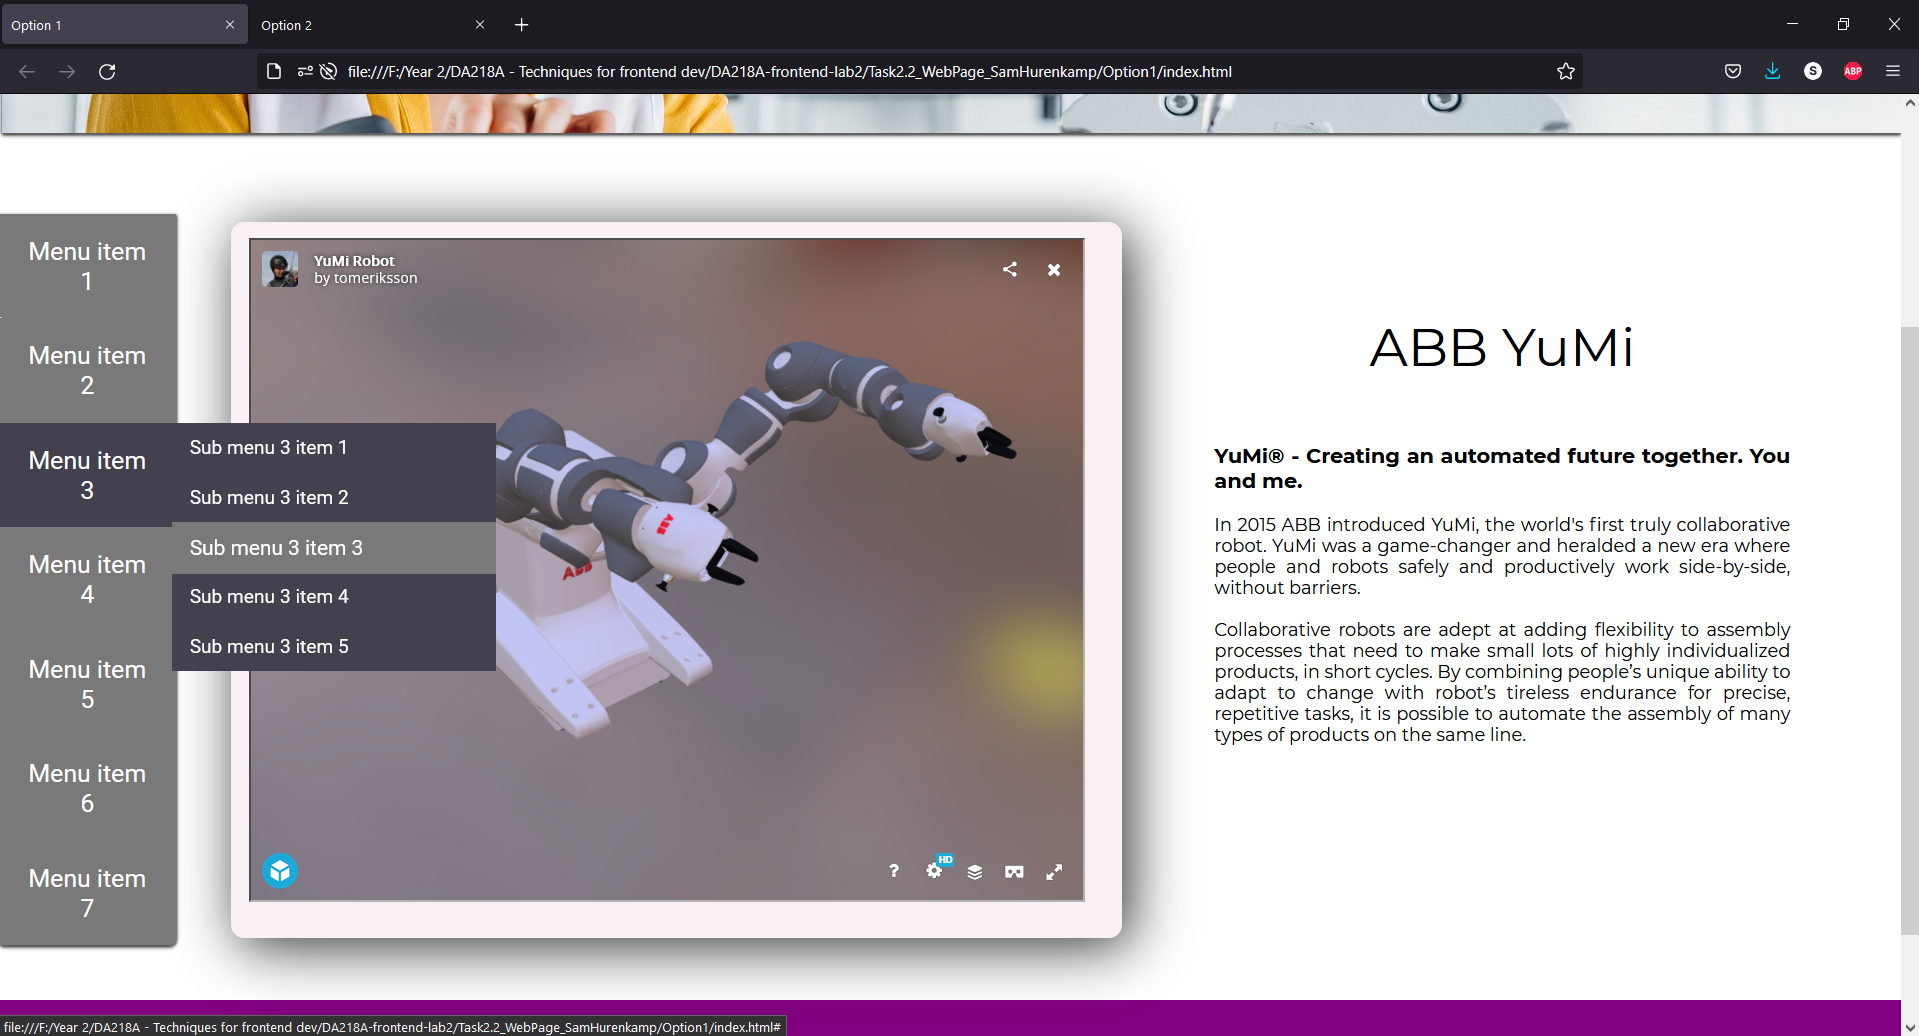 Option 1
Option 2
file:///F:/Year 2/DA218A - Techniques for frontend dev/DA218A-frontend-lab2/Task2.2_WebPage_SamHurenkamp/Option1/index.html
S
ABP
Menu item
1
Menu item
2
Menu item
3
Menu item
4
Menu item
5
Menu item
6
Menu item
7
Sub menu 3 item 1
Sub menu 3 item 2
Sub menu 3 item 3
Sub menu 3 item 4
Sub menu 3 item 5
YuMi Robot
by tomeriksson
ABB
ABB
?
HD
ABB YuMi
YuMi® - Creating an automated future together. You
and me.
In 2015 ABB introduced YuMi, the world's first truly collaborative
robot. YuMi was a game-changer and heralded a new era where
people and robots safely and productively work side-by-side,
without barriers.
Collaborative robots are adept at adding flexibility to assembly
processes that need to make small lots of highly individualized
products, in short cycles. By combining people’s unique ability to
adapt to change with robot’s tireless endurance for precise,
repetitive tasks, it is possible to automate the assembly of many
types of products on the same line.
file:///F:/Year 2/DA218A - Techniques for frontend dev/DA218A-frontend-lab2/Task2.2_WebPage_SamHurenkamp/Option1/index.html#